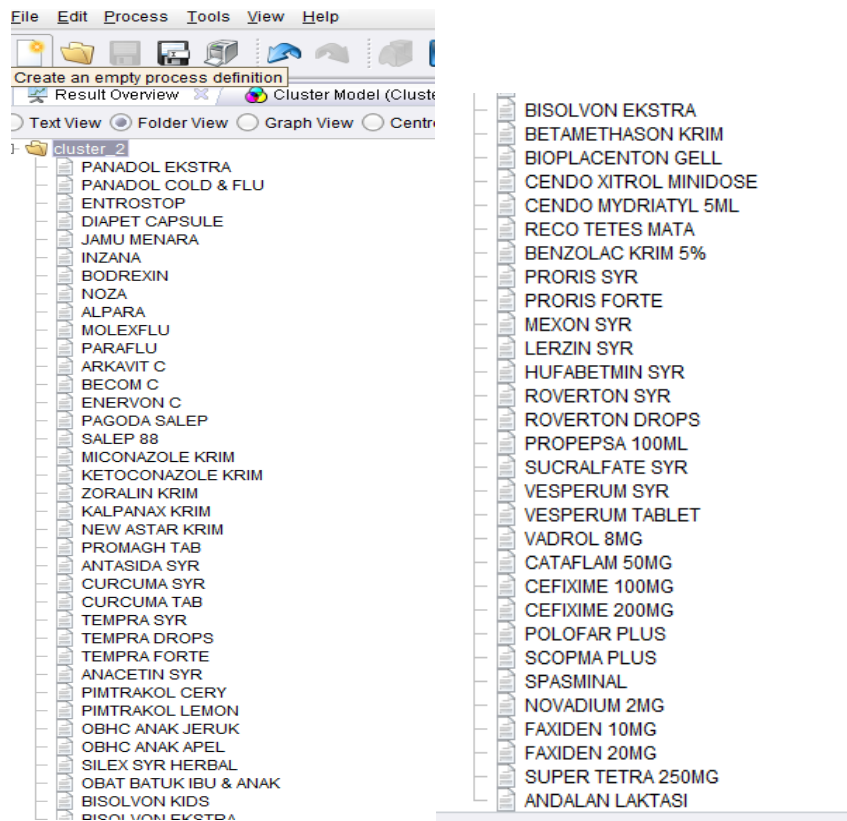 File Edit Process Tools View Help
Create an empty process definition
Result Overview Cluster Model (Cluste
Text View Folder View Graph View Centr
cluster_2
PANADOL EKSTRA
PANADOL COLD & FLU
ENTROSTOP
DIAPET CAPSULE
JAMU MENARA
INZANA
BODREXIN
NOZA
ALPARA
MOLEXFLU
PARAFLU
ARKAVIT C
BECOM C
ENERVON C
PAGODA SALEP
SALEP 88
MICONAZOLE KRIM
KETOCONAZOLE KRIM
ZORALIN KRIM
KALPANAX KRIM
NEW ASTAR KRIM
PROMAGH TAB
ANTASIDA SYR
CURCUMA SYR
CURCUMA TAB
TEMPRA SYR
TEMPRA DROPS
TEMPRA FORTE
ANACETIN SYR
PIMTRAKOL CERY
PIMTRAKOL LEMON
OBHC ANAK JERUK
OBHC ANAK APEL
SILEX SYR HERBAL
OBAT BATUK IBU & ANAK
BISOLVON KIDS
BISOLVON EKSTRA
BISOLVON EKSTRA
BETAMETHASON KRIM
BIOPLACENTON GELL
CENDO XITROL MINIDOSE
CENDO MYDRIATYL 5ML
RECO TETES MATA
BENZOLAC KRIM 5%
PRORIS SYR
PRORIS FORTE
MEXON SYR
LERZIN SYR
HUFABETMIN SYR
ROVERTON SYR
ROVERTON DROPS
PROPEPSA 100ML
SUCRALFATE SYR
VESPERUM SYR
VESPERUM TABLET
VADROL 8MG
CATAFLAM 50MG
CEFIXIME 100MG
CEFIXIME 200MG
POLOFAR PLUS
SCOPMA PLUS
SPASMINAL
NOVADIUM 2MG
FAXIDEN 10MG
FAXIDEN 20MG
SUPER TETRA 250MG
ANDALAN LAKTASI